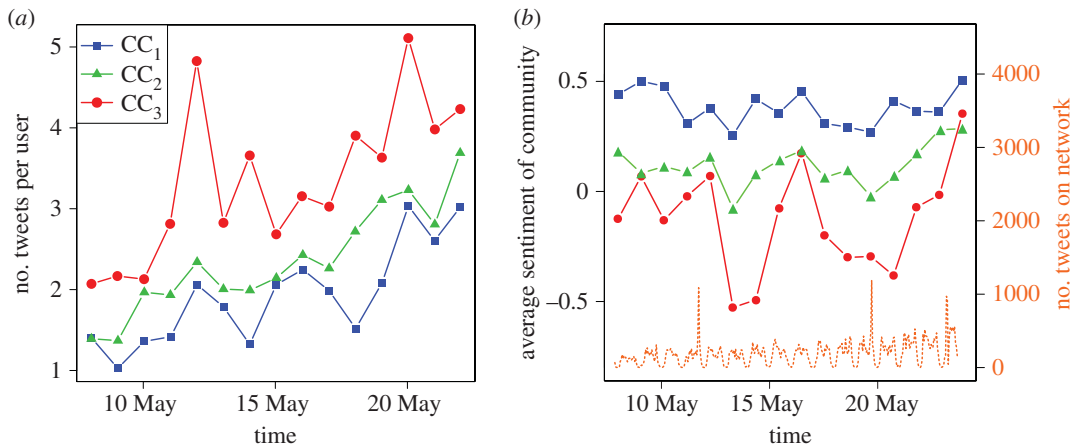 (a)
CC1
CC2
CC3
no. tweets per user
5
4
3
2
1
10 May
15 May
20 May
time
(b)
average sentiment of community
0.5
0
−0.5
4000
3000
2000
1000
0
no. tweets on network
10 May
15 May
20 May
time